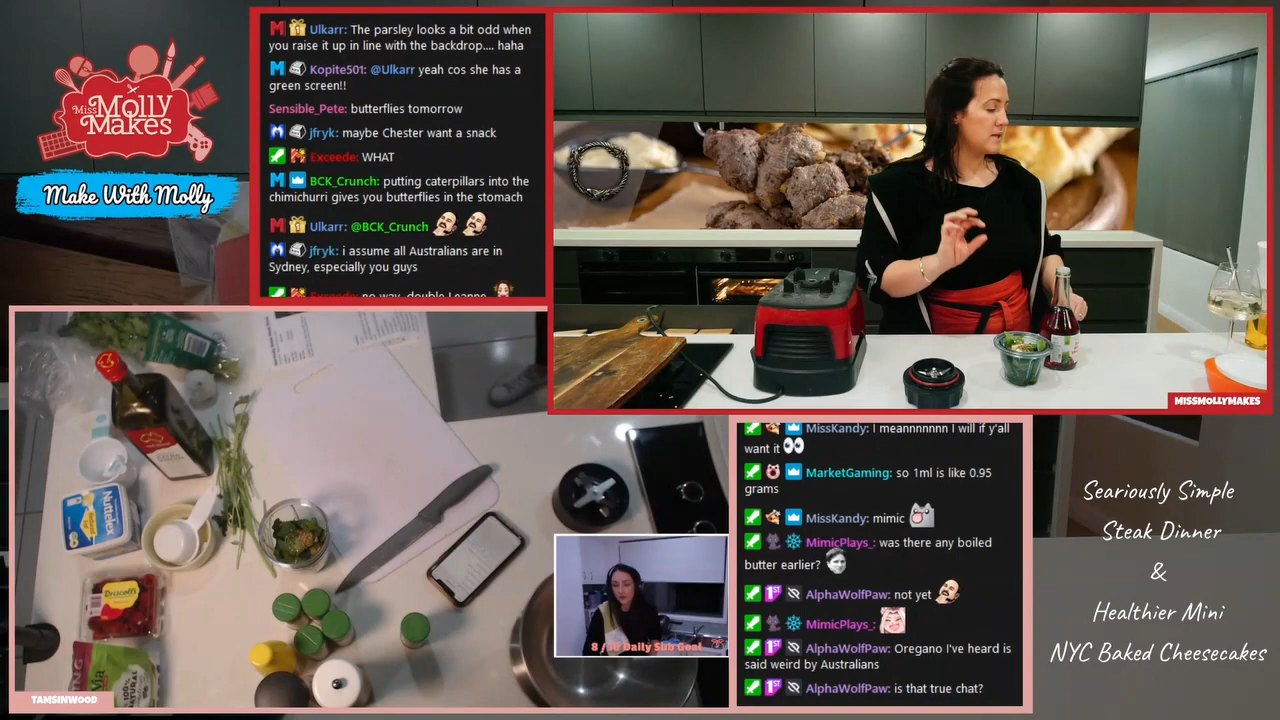 Miss
Molly
Makes
Make With Molly
Ulkarr: The parsley looks a bit odd when
you raise it up in line with the backdrop.... haha
Kopite501: @Ulkarr yeah cos she has a
green screen!!
Sensible_Pete: butterflies tomorrow
jfryk: maybe Chester want a snack
Exceede: WHAT
BCK_Crunch: putting caterpillars into the
chimichurri gives you butterflies in the stomach
Ulkarr: @BCK_Crunch
jfryk: i assume all Australians are in
Sydney, especially you guys
Exceede: no way, double Leanne
MISSMOLLYMAKES
Nuttelex
Driscoll's
8 / 10 Daily Sub Goal
TAMSINWOOD
MissKandy: I meannnnnnn I will if y'all
want it
MarketGaming: so 1ml is like 0.95
grams
MissKandy: mimic
MimicPlays_: was there any boiled
butter earlier?
AlphaWolfPaw: not yet
MimicPlays_:
AlphaWolfPaw: Oregano I've heard is
said weird by Australians
AlphaWolfPaw: is that true chat?
Seariously Simple
Steak Dinner
&
Healthier Mini
NYC Baked Cheesecakes